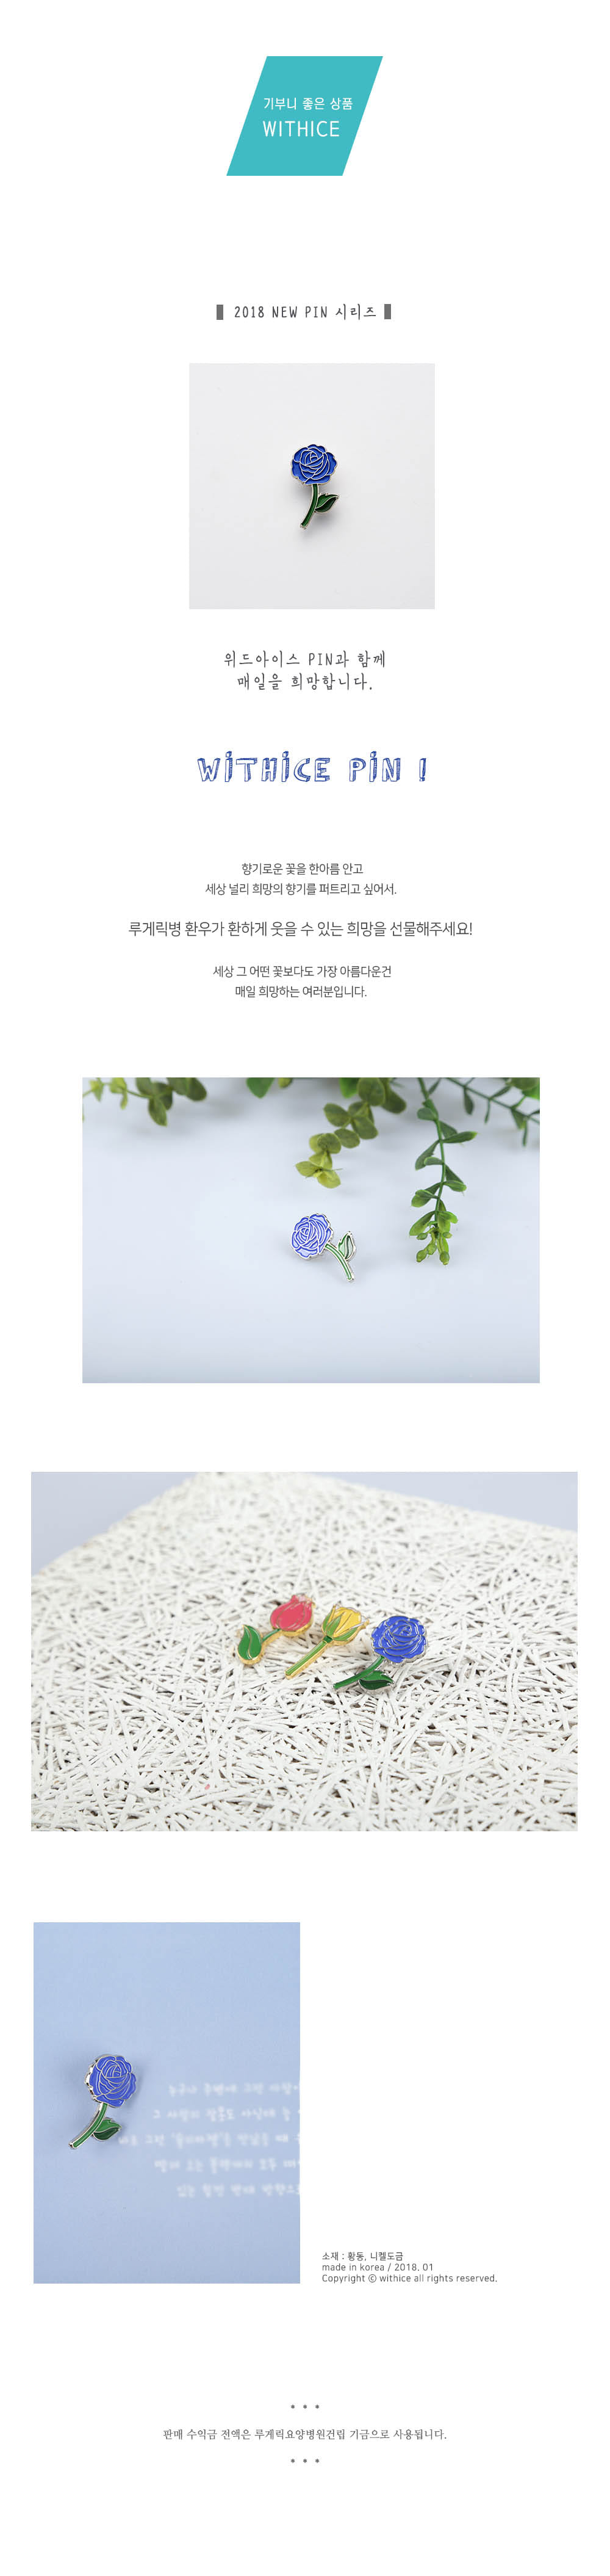 기부니 좋은 상품
WITHICE
2018 NEW PIN 시리즈
위드아이스 PIN과 함께
매일을 희망합니다.
WITHICE PIN !
향기로운 꽃을 한아름 안고
세상 널리 희망의 향기를 퍼트리고 싶어서.
루게릭병 환우가 환하게 웃을 수 있는 희망을 선물해주세요!
세상 그 어떤 꽃보다도 가장 아름다운건
매일 희망하는 여러분입니다.
누구나
그 사람의
소재 : 황동, 니켈도금
made in korea / 2018. 01
Copyright ⓒ withice all rights reserved.
판매 수익금 전액은 루게릭요양병원건립 기금으로 사용됩니다.